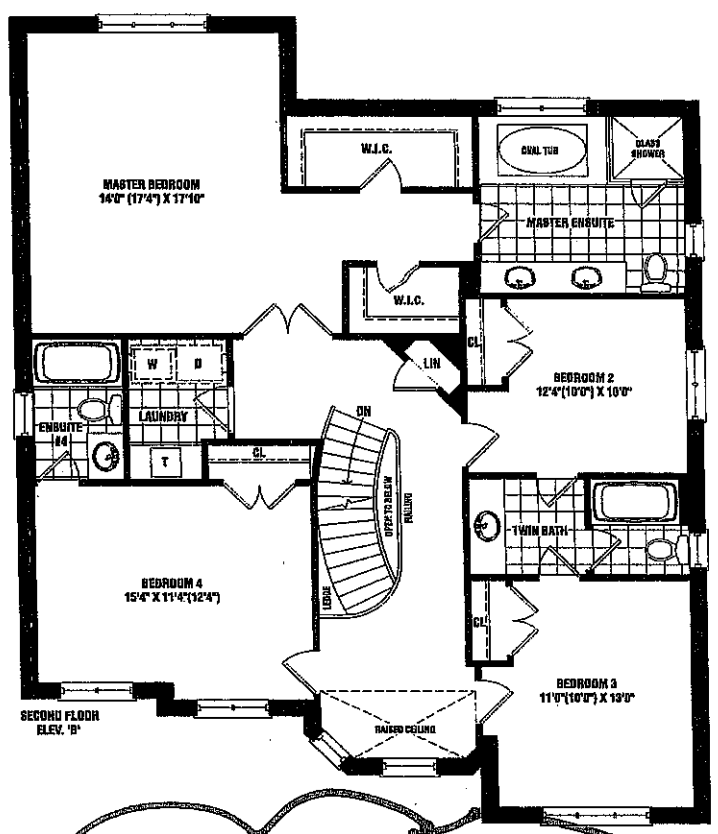 W.I.C.
OVAL TUB
GLASS
SHOWER
MASTER BEDROOM
14'0" (17'4") X 17'10"
MASTER ENSUITE
W.I.C.
CL
LIN
W
D
BEDROOM 2
12'4"(10'0") X 10'0"
DN
LAUNDRY
ENSUITE
#4
CL
T
OPEN TO BELOW
RAILING
TWIN BATH
BEDROOM 4
15'4" X 11'4"(12'4")
LEDGE
CL
BEDROOM 3
11'0"(10'0") X 13'0"
SECOND FLOOR
ELEV. 'B'
RAISED CEILING